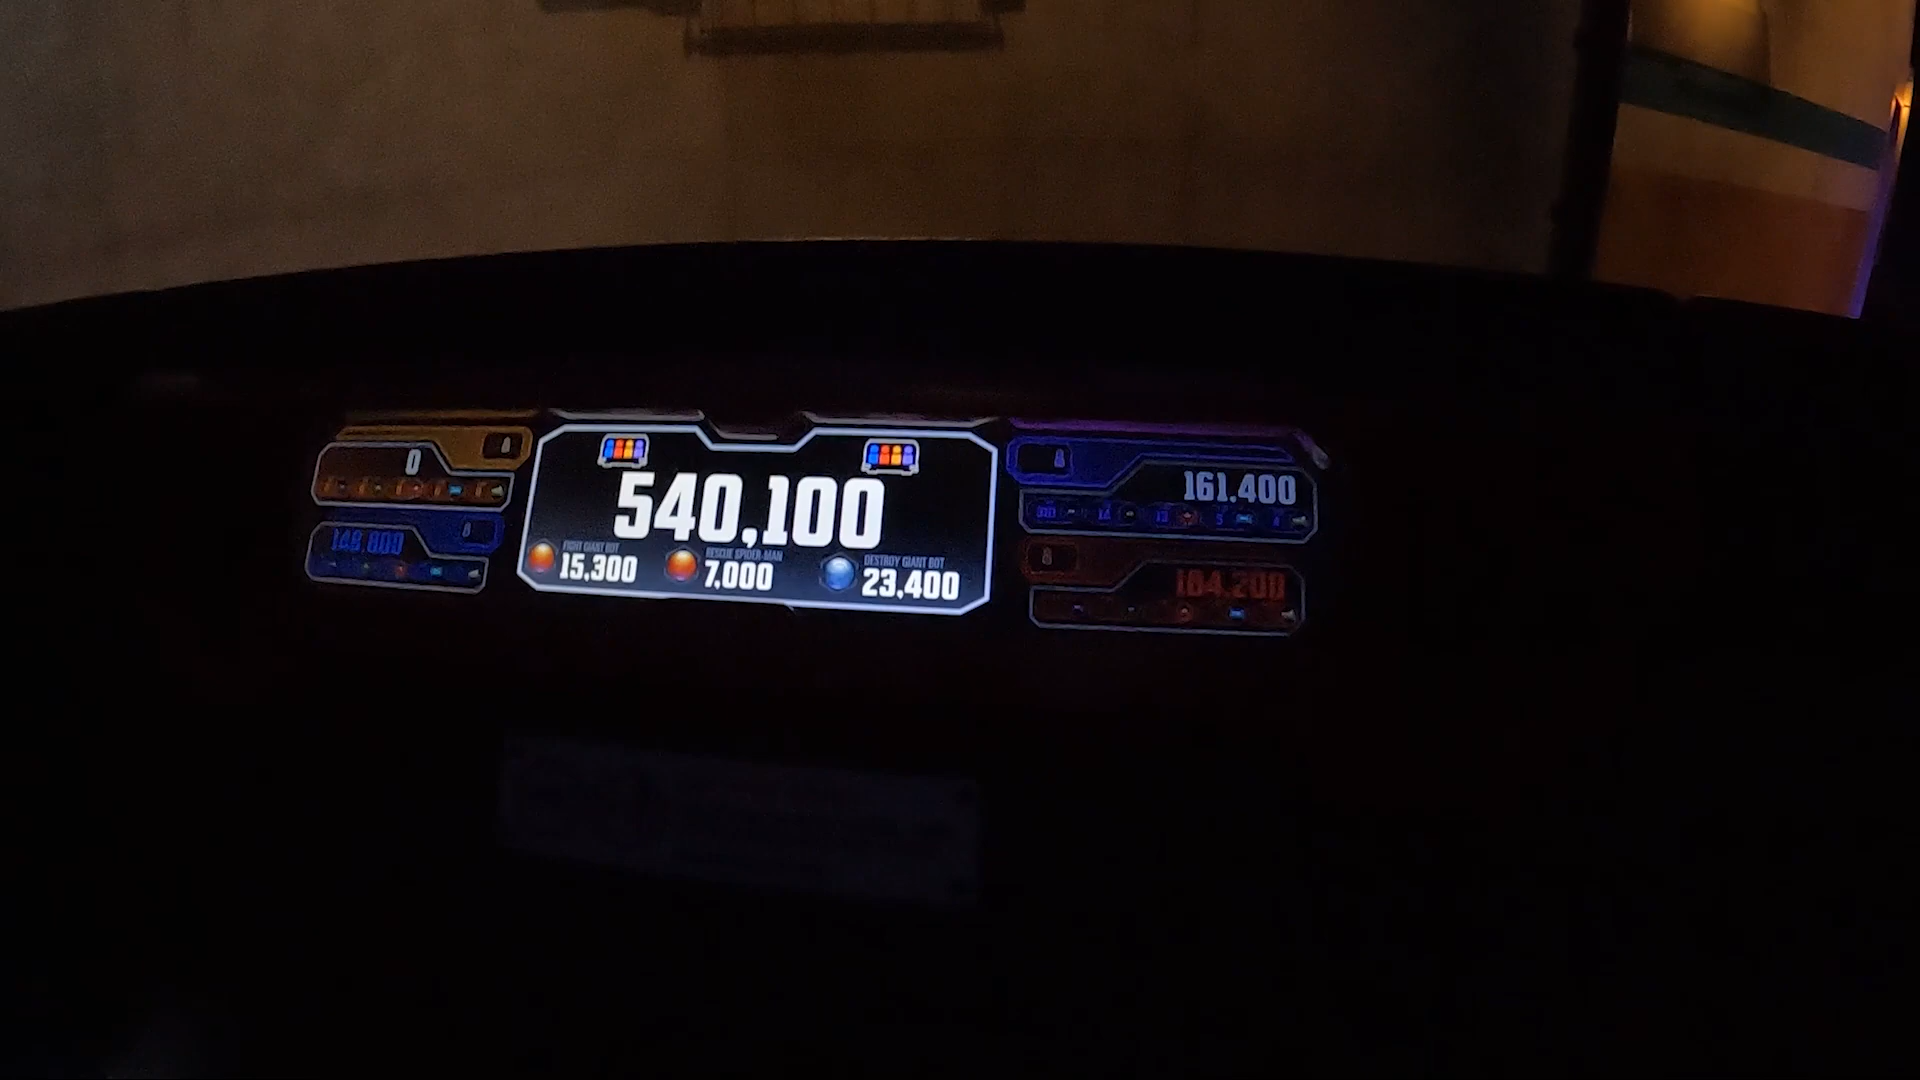 0
148,800
540,100
FIGHT GIANT BOT
15,300
RESCUE SPIDER-MAN
7,000
DESTROY GIANT BOT
23,400
161,400
184,200